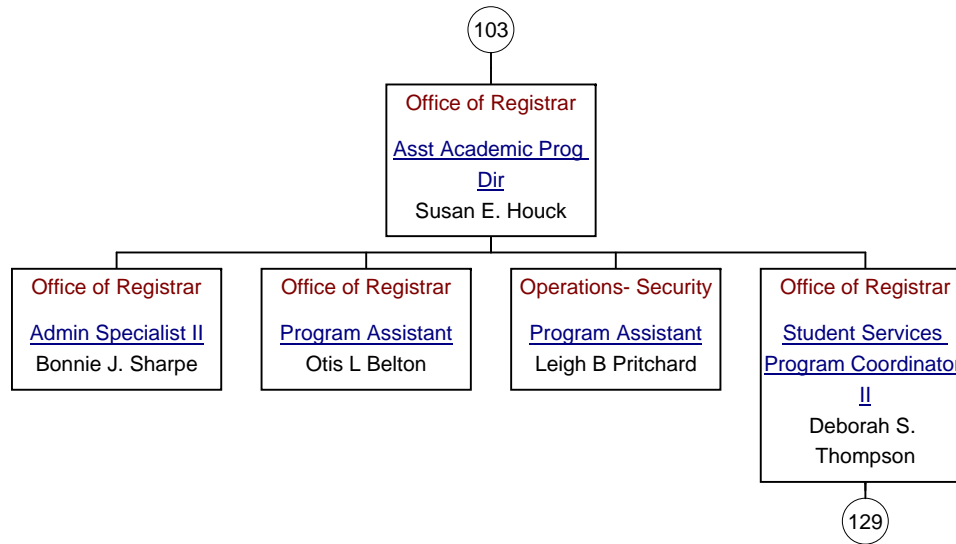 103
Office of Registrar
Asst Academic Prog
Dir
Susan E. Houck
Office of Registrar
Admin Specialist II
Bonnie J. Sharpe
Office of Registrar
Program Assistant
Otis L Belton
Operations- Security
Program Assistant
Leigh B Pritchard
Office of Registrar
Student Services
Program Coordinator
II
Deborah S.
Thompson
129